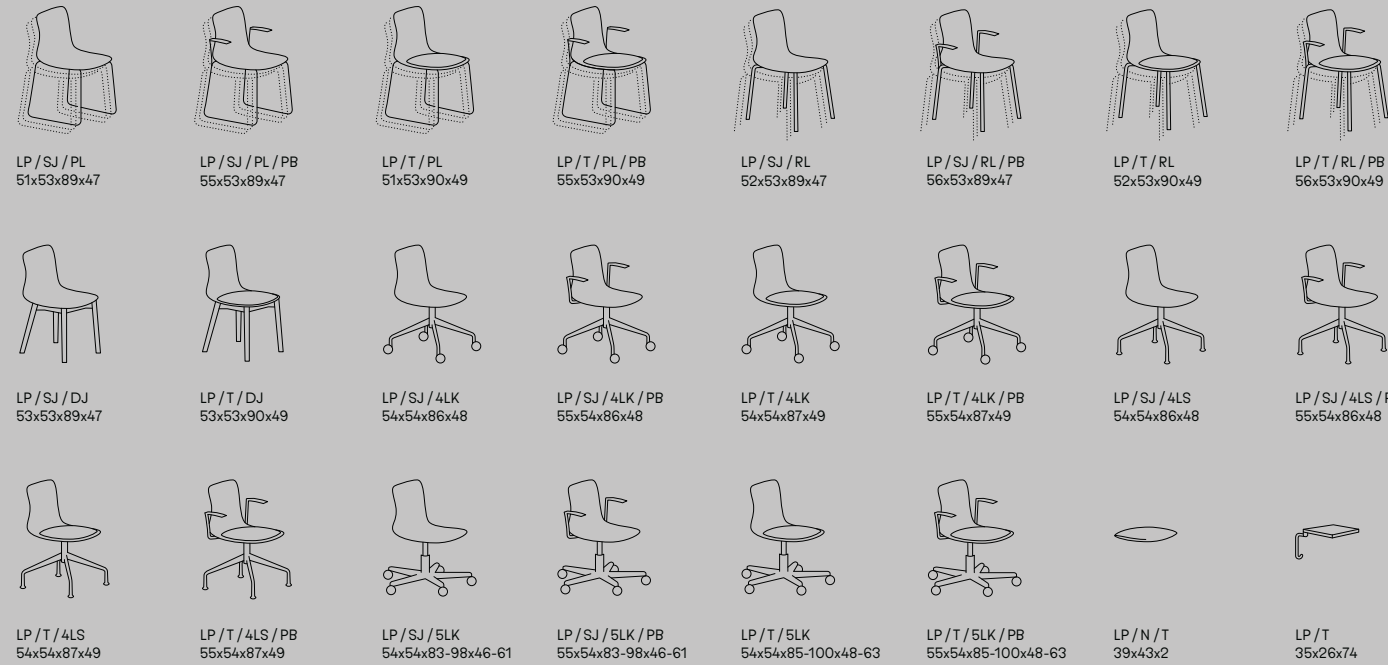 LP / SJ / PL
51x53x89x47
LP / SJ / PL / PB
55x53x89x47
LP / T / PL
51x53x90x49
LP / T / PL / PB
55x53x90x49
LP / SJ / RL
52x53x89x47
LP / SJ / RL / PB
56x53x89x47
LP / T / RL
52x53x90x49
LP / T / RL / PB
56x53x90x49
LP / SJ / DJ
53x53x89x47
LP / T / DJ
53x53x90x49
LP / SJ / 4LK
54x54x86x48
LP / SJ / 4LK / PB
55x54x86x48
LP / T / 4LK
54x54x87x49
LP / T / 4LK / PB
55x54x87x49
LP / SJ / 4LS
54x54x86x48
LP / SJ / 4LS /
55x54x86x48
LP / T / 4LS
54x54x87x49
LP / T / 4LS / PB
55x54x87x49
LP / SJ / 5LK
54x54x83-98x46-61
LP / SJ / 5LK / PB
55x54x83-98x46-61
LP / T / 5LK
54x54x85-100x48-63
LP / T / 5LK / PB
55x54x85-100x48-63
LP / N / T
39x43x2
LP / T
35x26x74